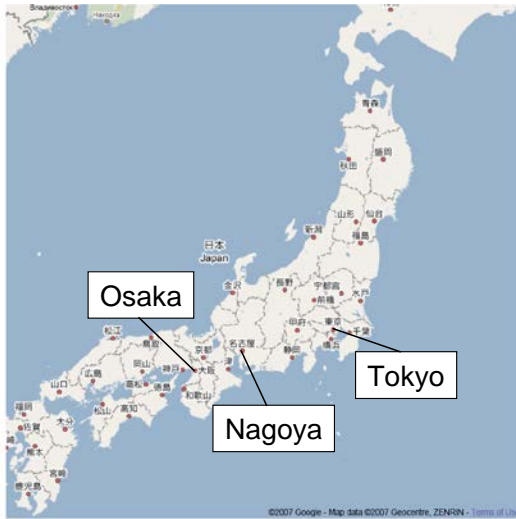 Владивосток
Находка
青森
秋田
盛岡
山形
仙台
新潟
福島
日本
Japan
金沢
長野
宇都宮
前橋
水戸
Osaka
松江
鳥取
京都
名古屋
甲府
東京
千葉
静岡
横浜
津
岡山
神戸
大阪
広島
高松
徳島
和歌山
山口
松山
高知
Tokyo
福岡
佐賀
大分
Nagoya
熊本
宮崎
鹿児島
©2007 Google - Map data ©2007 Geocentre, ZENRIN - Terms of Use